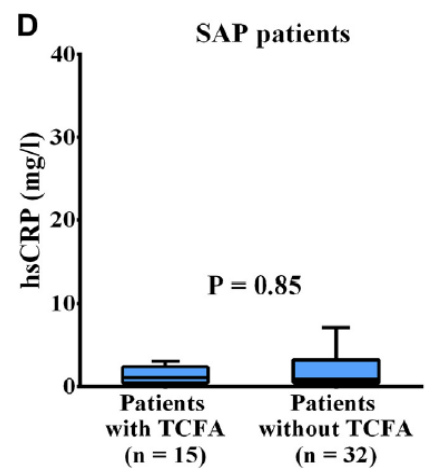 D
SAP patients
hsCRP (mg/l)
40
30
20
10
0
P = 0.85
Patients with TCFA (n = 15)
Patients without TCFA (n = 32)